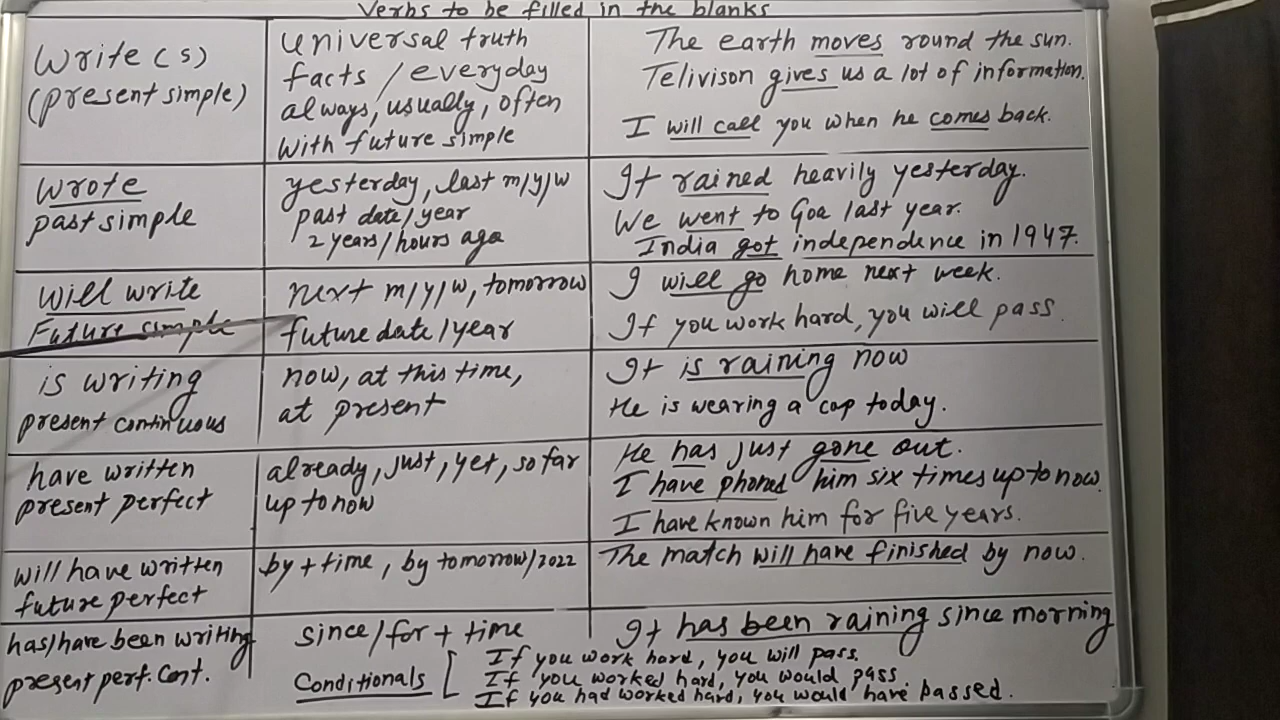 Verbs to be filled in the blanks
Write (s)
(present simple)
universal truth
facts / everyday
always, usually, often
with future simple
The earth moves round the sun.
Telivison gives us a lot of information.
I will call you when he comes back.
Wrote
past simple
yesterday, last m/y/w
past date/year
2 years/hours ago
It rained heavily yesterday.
We went to Goa last year.
India got independence in 1947.
will write
Future simple
next m/y/w, tomorrow
future date/year
I will go home next week.
If you work hard, you will pass.
is writing
present continuous
now, at this time,
at present
It is raining now
He is wearing a cap today.
have written
present perfect
already, just, yet, so far
up to now
He has just gone out.
I have phoned him six times up to now.
I have known him for five years.
will have written
future perfect
by + time, by tomorrow/2022
The match will have finished by now.
has/have been writing
present perf. cont.
since/for + time
It has been raining since morning
Conditionals
If you work hard, you will pass.
If you worked hard, you would pass.
If you had worked hard, you would have passed.